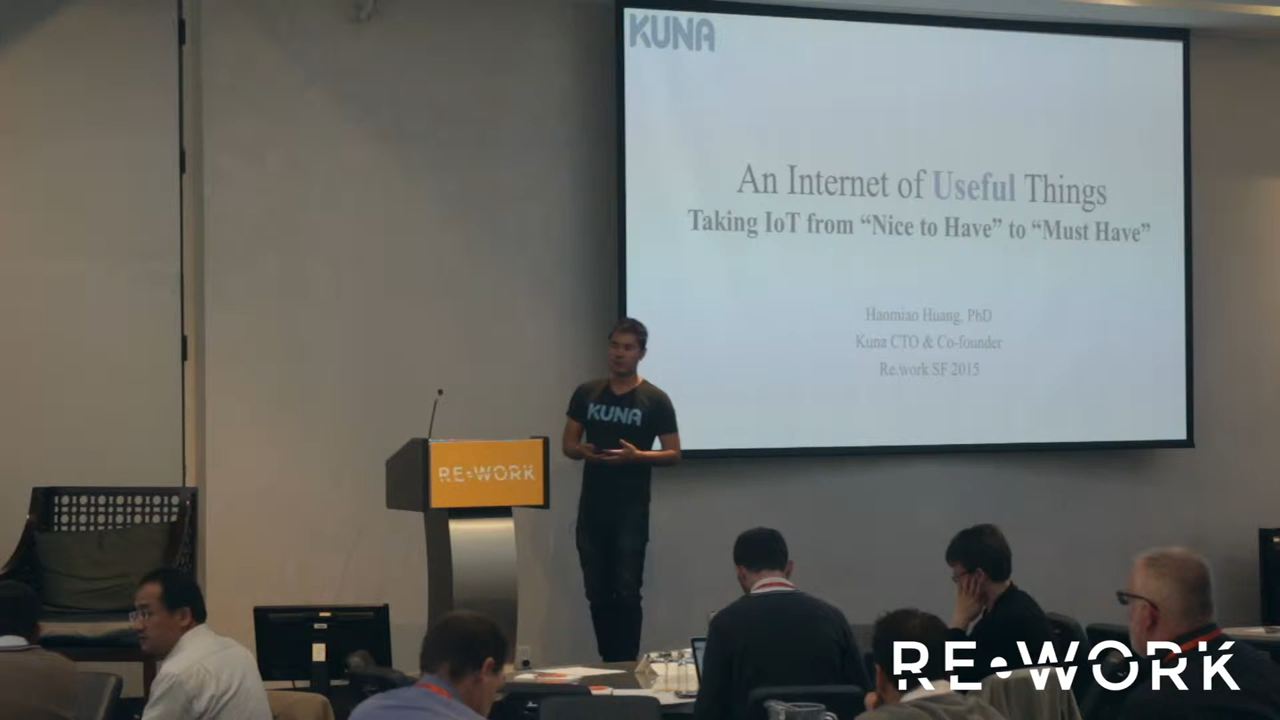 KUNA
An Internet of Useful Things
Taking IoT from “Nice to Have” to “Must Have”
Haomiao Huang, PhD
Kuna CTO & Co-founder
Re.work SF 2015
KUNA
RE•WORK
RE•WORK